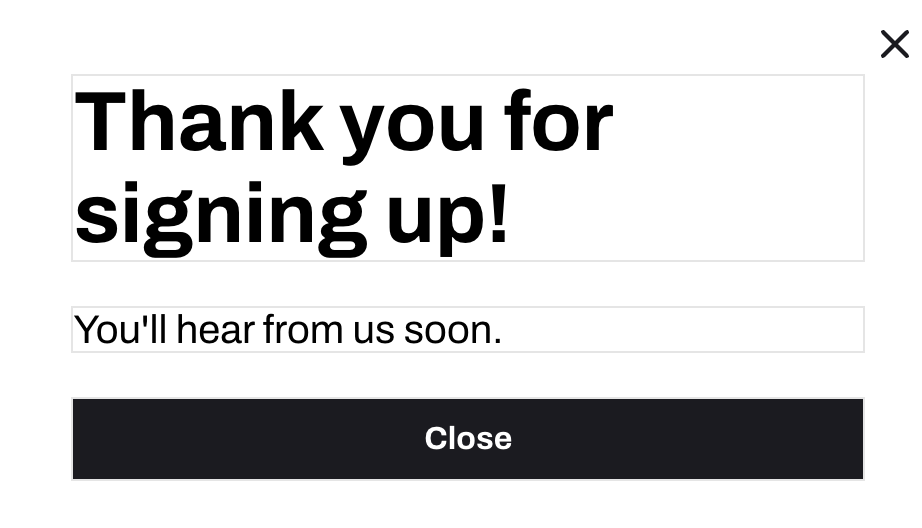 Thank you for
signing up!
You'll hear from us soon.
Close